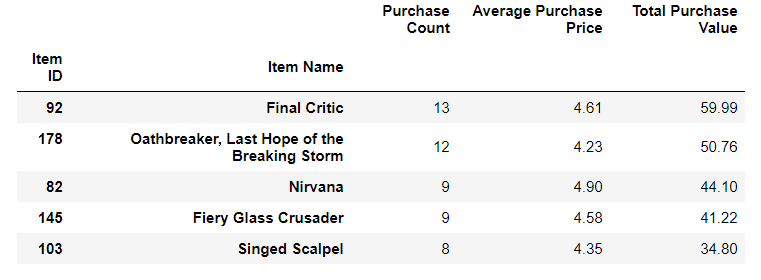 Purchase Count Average Purchase Price Total Purchase Value
Item ID Item Name
92 Final Critic 13 4.61 59.99
178 Oathbreaker, Last Hope of the Breaking Storm 12 4.23 50.76
82 Nirvana 9 4.90 44.10
145 Fiery Glass Crusader 9 4.58 41.22
103 Singed Scalpel 8 4.35 34.80